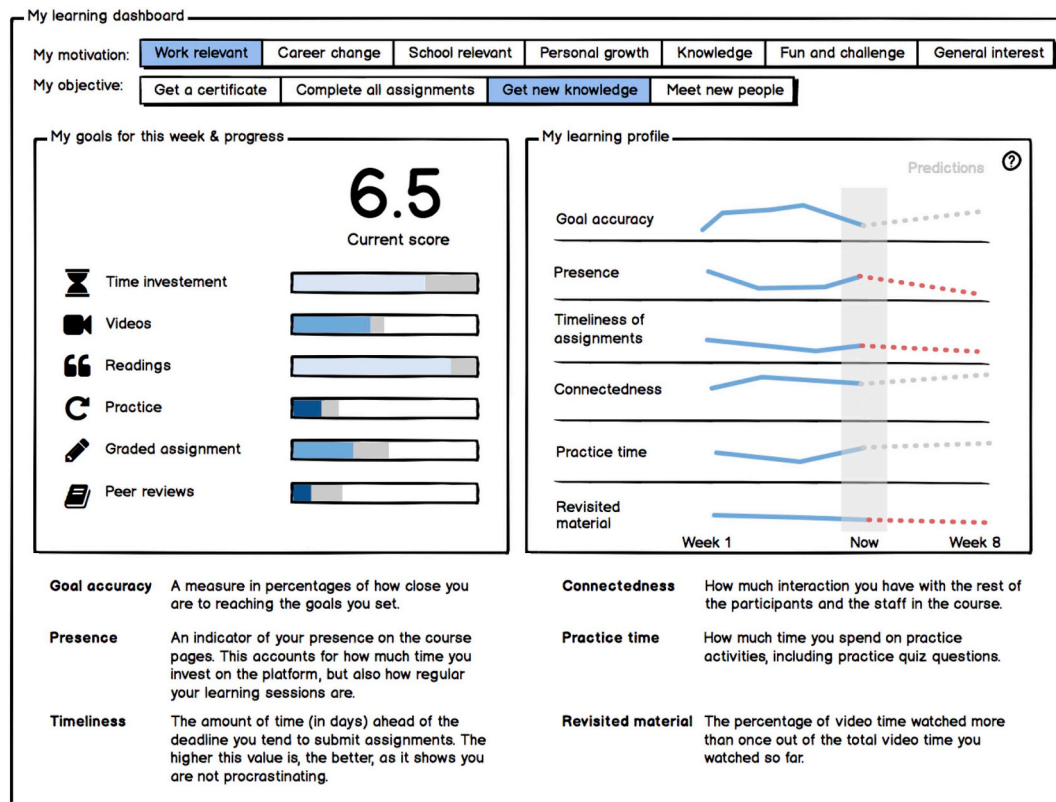 My learning dashboard
My motivation: Work relevant Career change School relevant Personal growth Knowledge Fun and challenge General interest
My objective: Get a certificate Complete all assignments Get new knowledge Meet new people
My goals for this week & progress
6.5
Current score
Time investement
Videos
Readings
Practice
Graded assignment
Peer reviews
My learning profile
Predictions ?
Goal accuracy
Presence
Timeliness of
assignments
Connectedness
Practice time
Revisited
material
Week 1 Now Week 8
Goal accuracy A measure in percentages of how close you
are to reaching the goals you set.
Presence An indicator of your presence on the course
pages. This accounts for how much time you
invest on the platform, but also how regular
your learning sessions are.
Timeliness The amount of time (in days) ahead of the
deadline you tend to submit assignments. The
higher this value is, the better, as it shows you
are not procrastinating.
Connectedness How much interaction you have with the rest of
the participants and the staff in the course.
Practice time How much time you spend on practice
activities, including practice quiz questions.
Revisited material The percentage of video time watched more
than once out of the total video time you
watched so far.